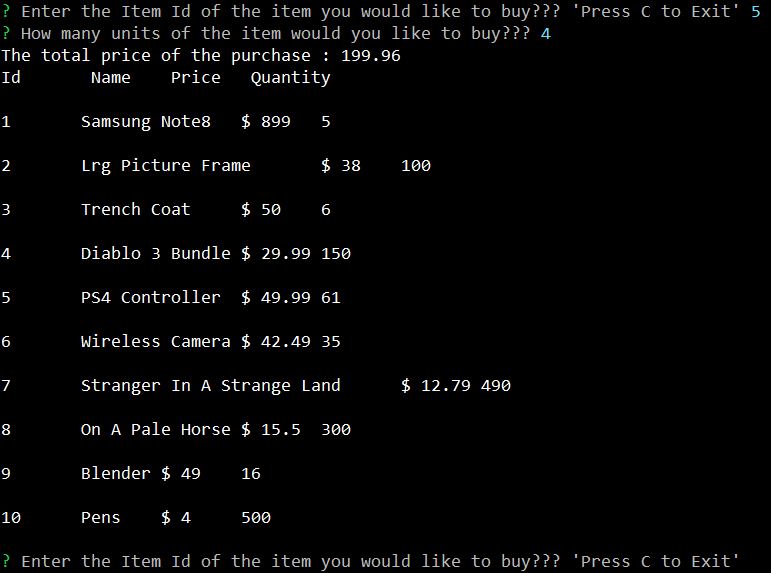 ? Enter the Item Id of the item you would like to buy??? 'Press C to Exit' 5
? How many units of the item would you like to buy??? 4
The total price of the purchase : 199.96
Id       Name    Price   Quantity
1       Samsung Note8   $ 899   5
2       Lrg Picture Frame       $ 38    100
3       Trench Coat     $ 50    6
4       Diablo 3 Bundle $ 29.99 150
5       PS4 Controller  $ 49.99 61
6       Wireless Camera $ 42.49 35
7       Stranger In A Strange Land      $ 12.79 490
8       On A Pale Horse $ 15.5  300
9       Blender $ 49    16
10      Pens    $ 4     500
? Enter the Item Id of the item you would like to buy??? 'Press C to Exit'